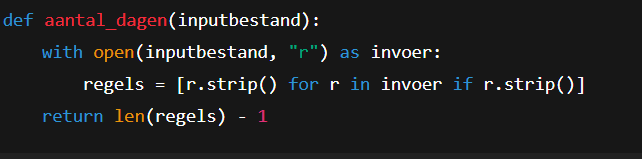 def aantal_dagen(inputbestand):
    with open(inputbestand, "r") as invoer:
        regels = [r.strip() for r in invoer if r.strip()]
    return len(regels) - 1